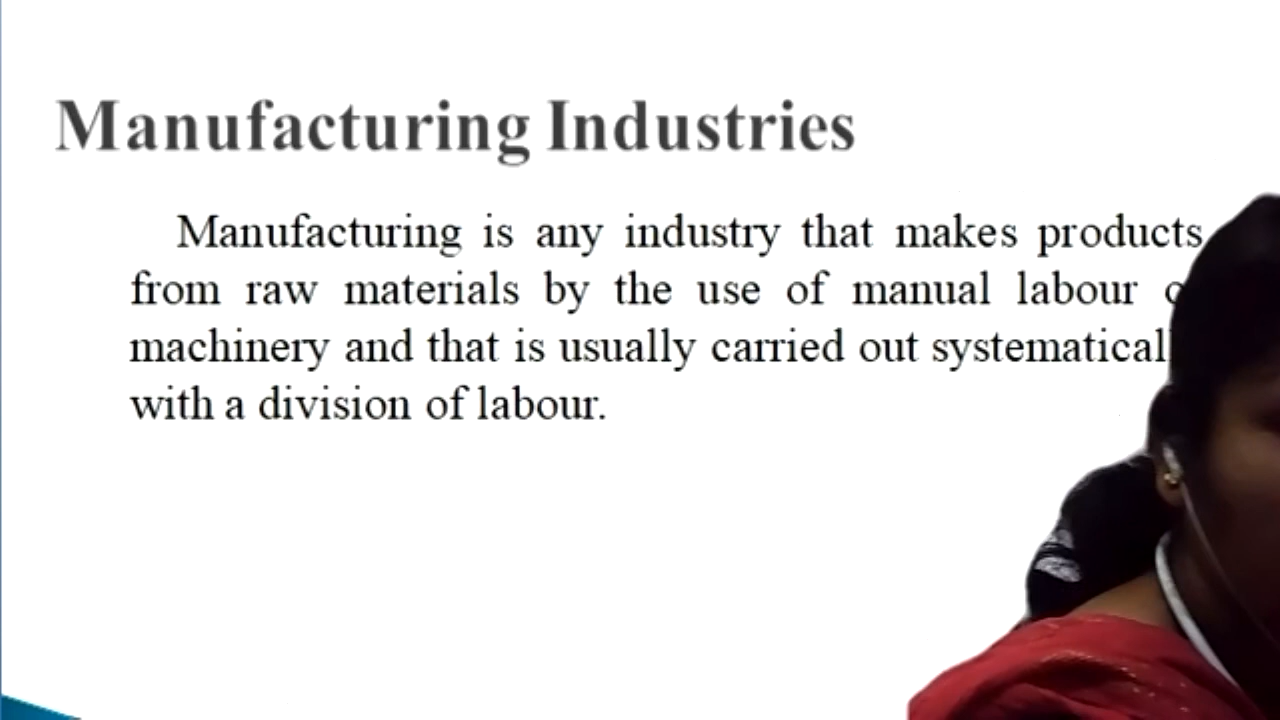 Manufacturing Industries
Manufacturing is any industry that makes products
from raw materials by the use of manual labour
machinery and that is usually carried out
with a division of labour.